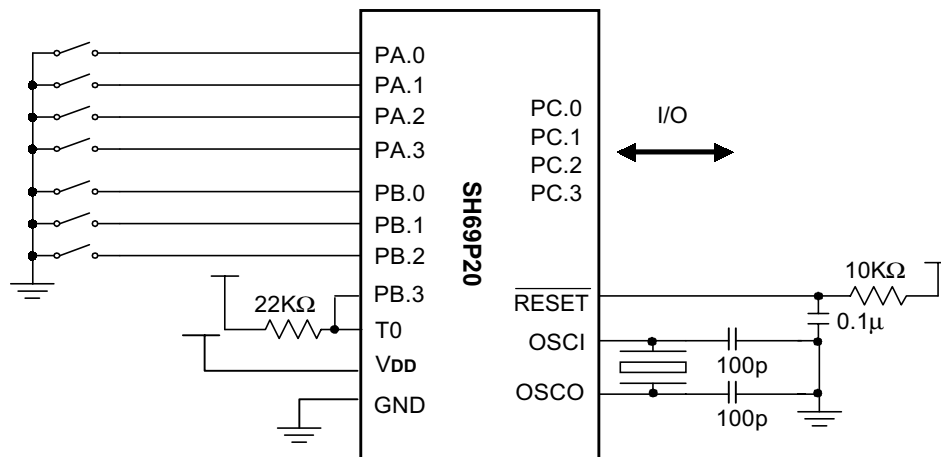 PA.0
PA.1
PA.2
PA.3
PB.0
PB.1
PB.2
PB.3
T0
VDD
GND
22KΩ
SH69P20
PC.0
PC.1
PC.2
PC.3
I/O
RESET
OSCI
OSCO
10KΩ
0.1μ
100p
100p